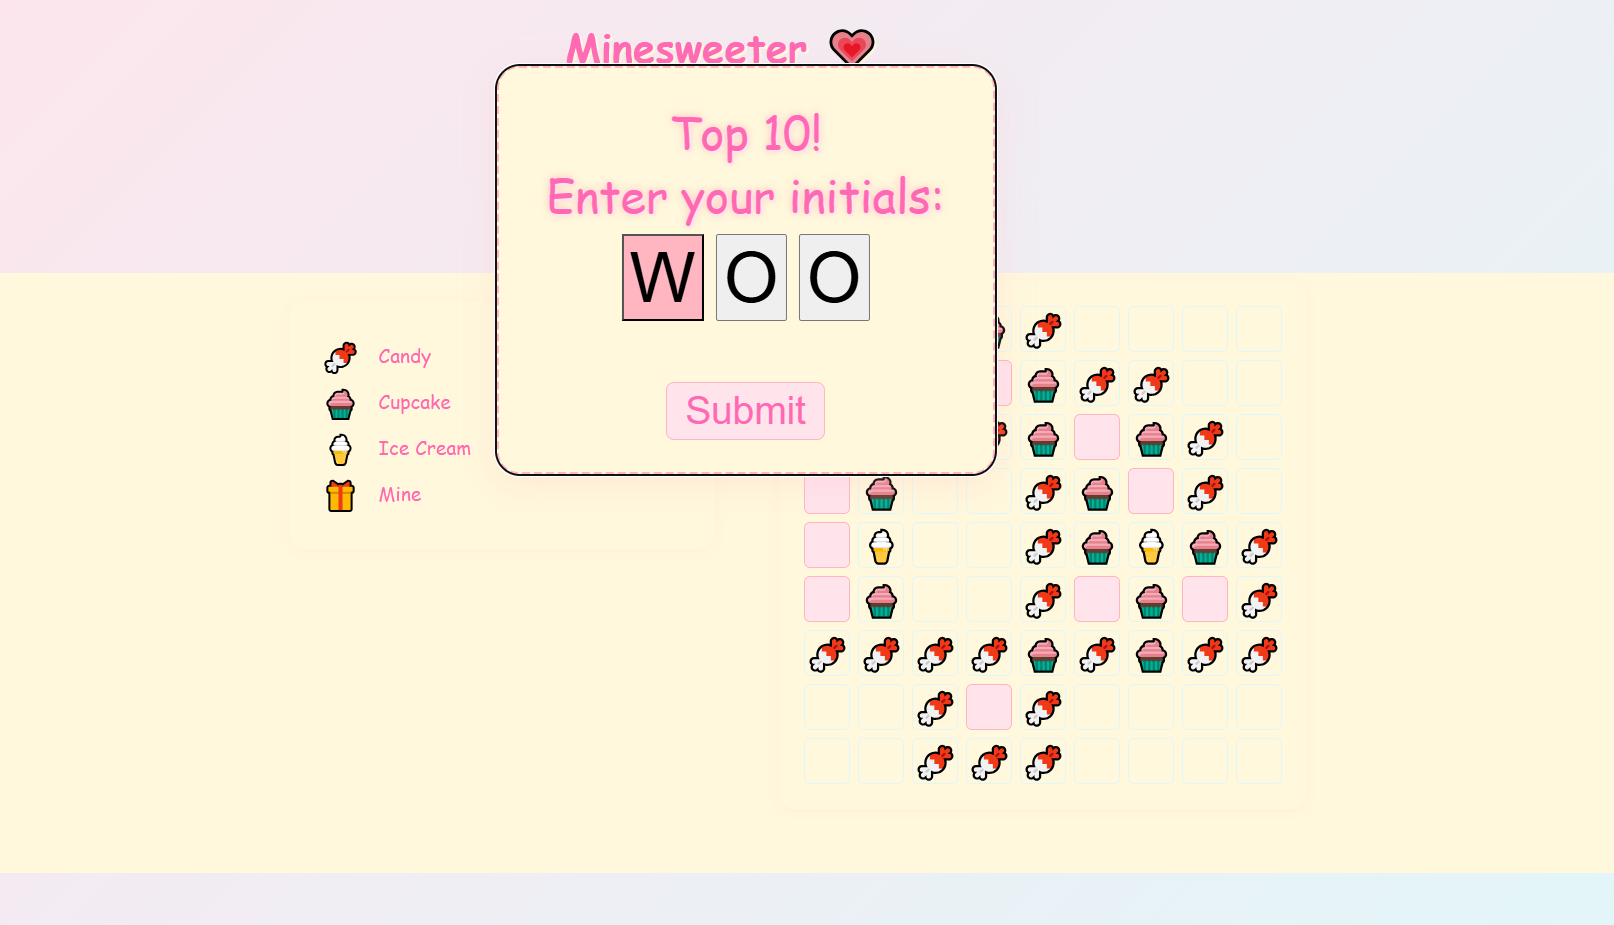 Minesweeter
Top 10!
Enter your initials:
W O O
Submit
Candy
Cupcake
Ice Cream
Mine